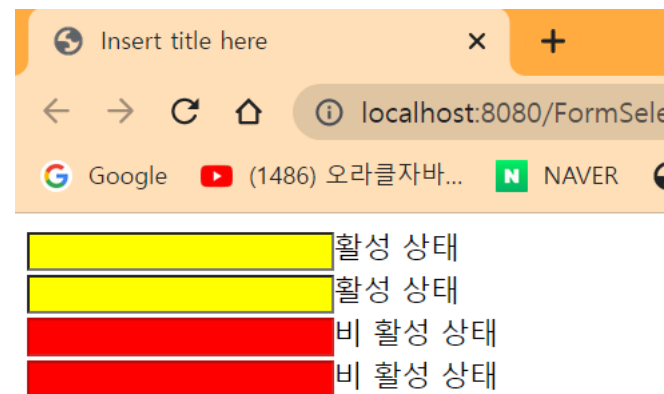 Insert title here
localhost:8080/FormSele
Google (1486) 오라클자바... N NAVER
활성 상태
활성 상태
비 활성 상태
비 활성 상태